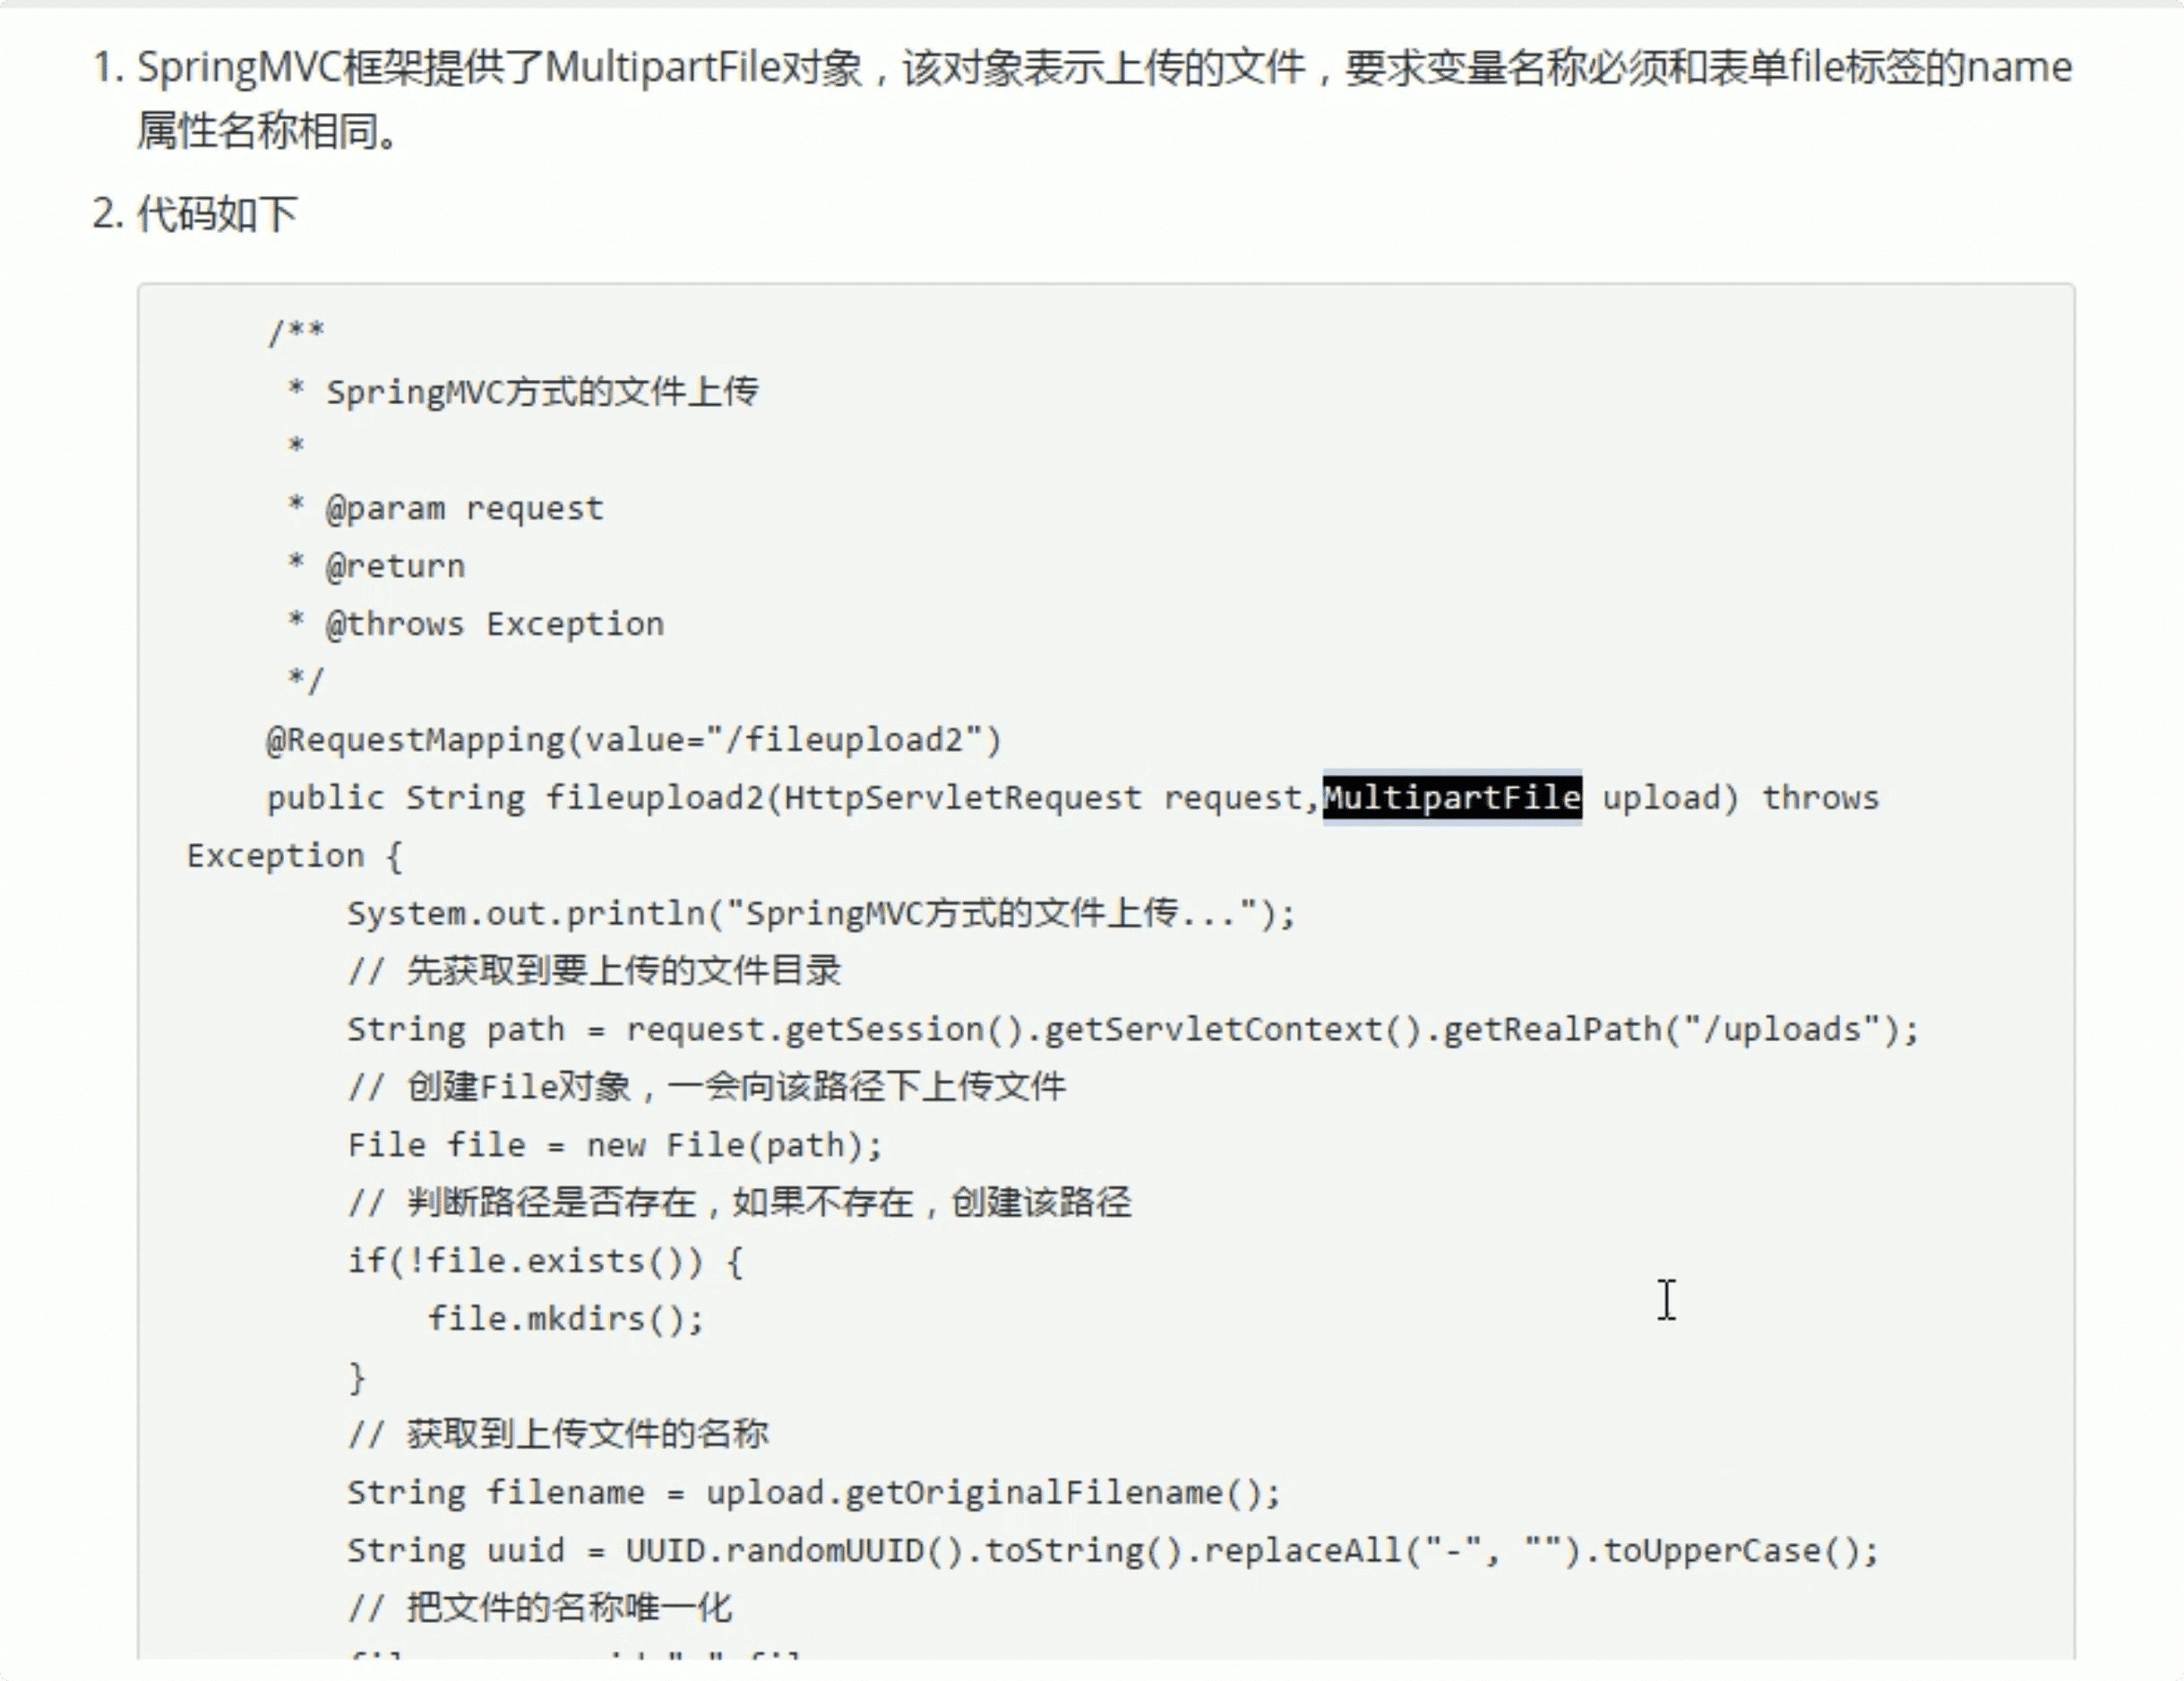 1. SpringMVC框架提供了MultipartFile对象，该对象表示上传的文件，要求变量名称必须和表单file标签的name
属性名称相同。
2. 代码如下
/**
 * SpringMVC方式的文件上传
 *
 * @param request
 * @return
 * @throws Exception
 */
@RequestMapping(value="/fileupload2")
public String fileupload2(HttpServletRequest request,MultipartFile upload) throws
Exception {
System.out.println("SpringMVC方式的文件上传...");
// 先获取到要上传的文件目录
String path = request.getSession().getServletContext().getRealPath("/uploads");
// 创建File对象，一会向该路径下上传文件
File file = new File(path);
// 判断路径是否存在，如果不存在，创建该路径
if(!file.exists()) {
file.mkdirs();
}
// 获取到上传文件的名称
String filename = upload.getOriginalFilename();
String uuid = UUID.randomUUID().toString().replaceAll("-", "").toUpperCase();
// 把文件的名称唯一化